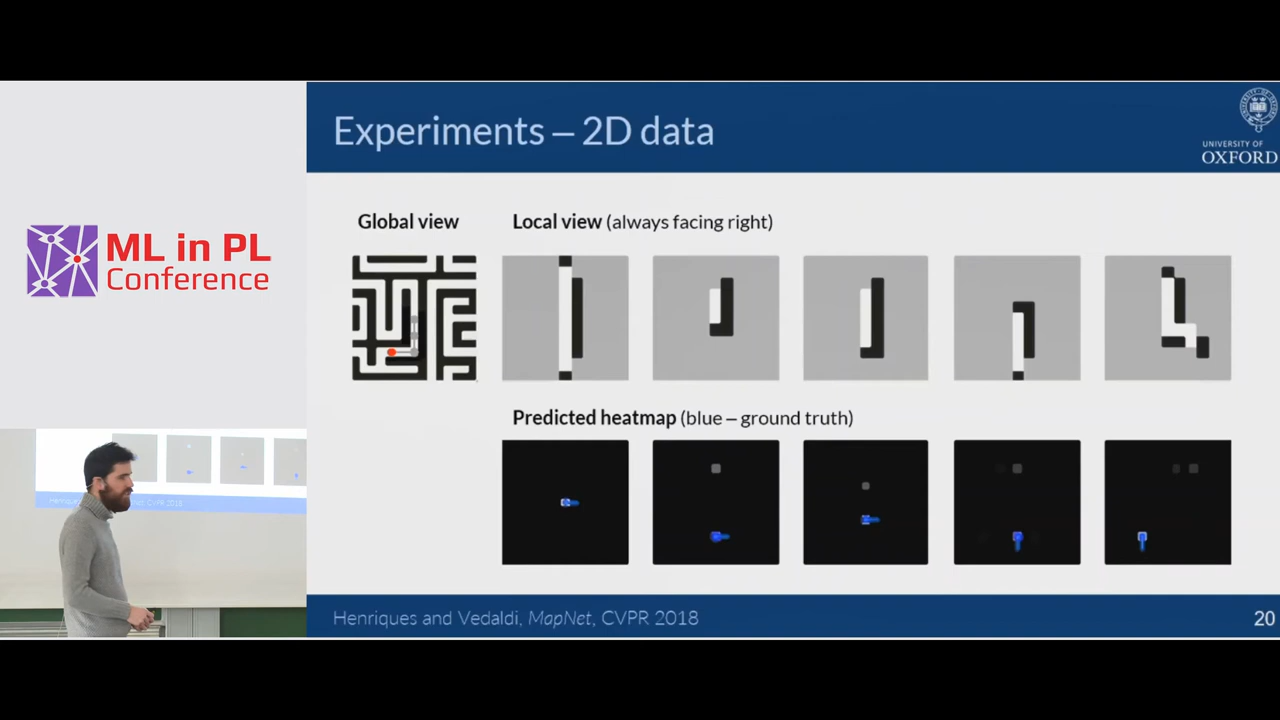 Experiments – 2D data
UNIVERSITY OF
OXFORD
ML in PL
Conference
Global view
Local view (always facing right)
Predicted heatmap (blue – ground truth)
Henriques and Vedaldi, MapNet, CVPR 2018
20